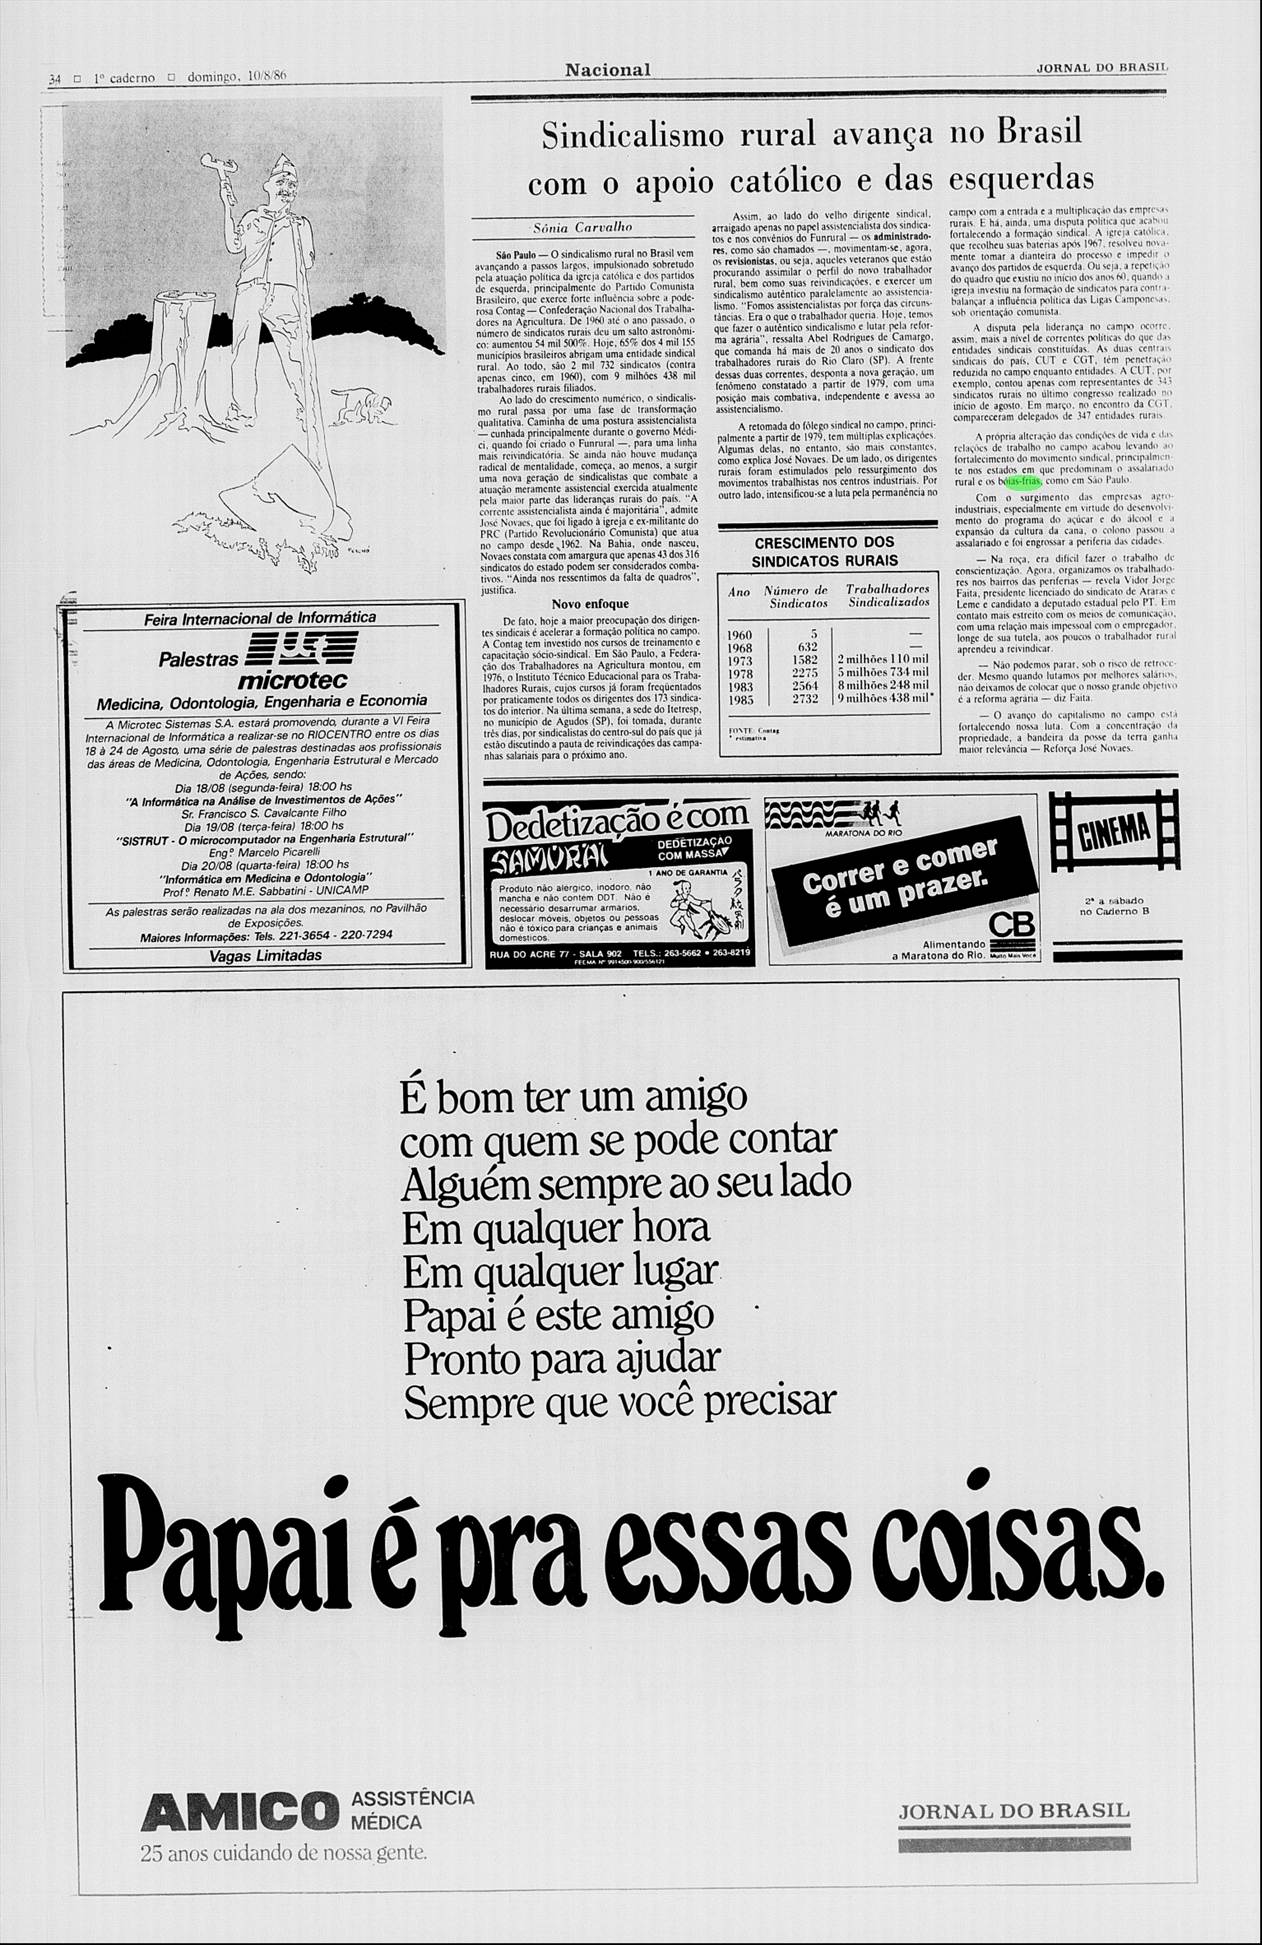 34 □ 1º caderno □ domingo, 10/8/86
Nacional
JORNAL DO BRASIL
Sindicalismo rural avança no Brasil
com o apoio católico e das esquerdas
Sônia Carvalho
São Paulo — O sindicalismo rural no Brasil vem
avançando a passos largos, impulsionado sobretudo
pela atuação política da igreja católica e dos partidos
de esquerda, principalmente do Partido Comunista
Brasileiro, que exerce forte influência sobre a pode-
rosa Contag — Confederação Nacional dos Trabalha-
dores na Agricultura. De 1960 até o ano passado, o
número de sindicatos rurais deu um salto astronômi-
co: aumentou 54 mil 500%. Hoje, 65% dos 4 mil 155
municípios brasileiros abrigam uma entidade sindical
rural. Ao todo, são 2 mil 732 sindicatos (contra
apenas cinco, em 1960), com 9 milhões 438 mil
trabalhadores rurais filiados.
Ao lado do crescimento numérico, o sindicalis-
mo rural passa por uma fase de transformação
qualitativa. Caminha de uma postura assistencialista
— cunhada principalmente durante o governo Médi-
ci, quando foi criado o Funrural —, para uma linha
mais reivindicatória. Se ainda não houve mudança
radical de mentalidade, começa, ao menos, a surgir
uma nova geração de sindicalistas que combate a
atuação meramente assistencial exercida atualmente
pela maior parte das lideranças rurais do país. "A
corrente assistencialista ainda é majoritária", admite
José Novaes, que foi ligado à igreja e ex-militante do
PRC (Partido Revolucionário Comunista) que atua
no campo desde 1962. Na Bahia, onde nasceu,
Novaes constata com amargura que apenas 43 dos 316
sindicatos do estado podem ser considerados comba-
tivos. "Ainda nos ressentimos da falta de quadros",
justifica.
Novo enfoque
De fato, hoje a maior preocupação dos dirigen-
tes sindicais é acelerar a formação política no campo.
A Contag tem investido nos cursos de treinamento e
capacitação sócio-sindical. Em São Paulo, a Federa-
ção dos Trabalhadores na Agricultura montou, em
1976, o Instituto Técnico Educacional para os Traba-
lhadores Rurais, cujos cursos já foram freqüentados
por praticamente todos os dirigentes dos 173 sindica-
tos do interior. Na última semana, a sede do Itetresp,
no município de Agudos (SP), foi tomada, durante
três dias, por sindicalistas do centro-sul do país que já
estão discutindo a pauta de reivindicações das campa-
nhas salariais para o próximo ano.
Assim, ao lado do velho dirigente sindical,
arraigado apenas no papel assistencialista dos sindica-
tos e nos convênios do Funrural — os administrado-
res, como são chamados —, movimentam-se, agora,
os revisionistas, ou seja, aqueles veteranos que estão
procurando assimilar o perfil do novo trabalhador
rural, bem como suas reivindicações, e exercer um
sindicalismo autêntico paralelamente ao assistencia-
lismo. "Fomos assistencialistas por força das circuns-
tâncias. Era o que o trabalhador queria. Hoje, temos
que fazer o autêntico sindicalismo e lutar pela refor-
ma agrária", ressalta Abel Rodrigues de Camargo,
que comanda há mais de 20 anos o sindicato dos
trabalhadores rurais do Rio Claro (SP). A frente
dessas duas correntes, desponta a nova geração, um
fenômeno constatado a partir de 1979, com uma
posição mais combativa, independente e avessa ao
assistencialismo.
A retomada do fôlego sindical no campo, princi-
palmente a partir de 1979, tem múltiplas explicações.
Algumas delas, no entanto, são mais constantes,
como explica José Novaes. De um lado, os dirigentes
rurais foram estimulados pelo ressurgimento dos
movimentos trabalhistas nos centros industriais. Por
outro lado, intensificou-se a luta pela permanência no
CRESCIMENTO DOS
SINDICATOS RURAIS
Ano Número de Sindicatos Trabalhadores Sindicalizados
1960 5 —
1968 632 —
1973 1582 2 milhões 110 mil
1978 2275 5 milhões 734 mil
1983 2564 8 milhões 248 mil
1985 2732 9 milhões 438 mil*
FONTE: Contag
* estimativa
campo com a entrada e a multiplicação das empresas
rurais. E há, ainda, uma disputa política que acabou
fortalecendo a formação sindical. A igreja católica,
que recolheu suas baterias após 1967, resolveu nova-
mente tomar a dianteira do processo e impedir o
avanço dos partidos de esquerda. Ou seja, a repetição
do quadro que existiu no início dos anos 60, quando a
igreja investiu na formação de sindicatos para contra-
balançar a influência política das Ligas Camponesas,
sob orientação comunista.
A disputa pela liderança no campo ocorre,
assim, mais a nível de correntes políticas do que das
entidades sindicais constituídas. As duas centrais
sindicais do país, CUT e CGT, têm penetração
reduzida no campo enquanto entidades. A CUT, por
exemplo, contou apenas com representantes de 343
sindicatos rurais no último congresso realizado no
início de agosto. Em março, no encontro da CGT,
compareceram delegados de 347 entidades rurais.
A própria alteração das condições de vida e das
relações de trabalho no campo acabou levando ao
fortalecimento do movimento sindical, principalmen-
te nos estados em que predominam o assalariado
rural e os bóias-frias, como em São Paulo.
Com o surgimento das empresas agro-
industriais, especialmente em virtude do desenvolvi-
mento do programa do açúcar e do álcool e a
expansão da cultura da cana, o colono passou a
assalariado e foi engrossar a periferia das cidades.
— Na roça, era difícil fazer o trabalho de
conscientização. Agora, organizamos os trabalhado-
res nos bairros das periferias — revela Vidor Jorge
Faita, presidente licenciado do sindicato de Araras e
Leme e candidato a deputado estadual pelo PT. Em
contato mais estreito com os meios de comunicação,
com uma relação mais impessoal com o empregador,
longe de sua tutela, aos poucos o trabalhador rural
aprendeu a reivindicar.
— Não podemos parar, sob o risco de retroce-
der. Mesmo quando lutamos por melhores salários,
não deixamos de colocar que o nosso grande objetivo
é a reforma agrária — diz Faita.
— O avanço do capitalismo no campo está
fortalecendo nossa luta. Com a concentração da
propriedade, a bandeira da posse da terra ganha
maior relevância — Reforça José Novaes.
Feira Internacional de Informática
Palestras
microtec
Medicina, Odontologia, Engenharia e Economia
A Microtec Sistemas S.A. estará promovendo, durante a VI Feira
Internacional de Informática a realizar-se no RIOCENTRO entre os dias
18 à 24 de Agosto, uma série de palestras destinadas aos profissionais
das áreas de Medicina, Odontologia, Engenharia Estrutural e Mercado
de Ações, sendo:
Dia 18/08 (segunda-feira) 18:00 hs
"A Informática na Análise de Investimentos de Ações"
Sr. Francisco S. Cavalcante Filho
Dia 19/08 (terça-feira) 18:00 hs
"SISTRUT - O microcomputador na Engenharia Estrutural"
Engº Marcelo Picarelli
Dia 20/08 (quarta-feira) 18:00 hs
"Informática em Medicina e Odontologia"
Profº Renato M.E. Sabbatini - UNICAMP
As palestras serão realizadas na ala dos mezaninos, no Pavilhão
de Exposições.
Maiores Informações: Tels. 221-3654 - 220-7294
Vagas Limitadas
Dedetização é com
SAMURAI
DEDETIZAÇÃO
COM MASSA
1 ANO DE GARANTIA
Produto não alérgico, inodoro, não
mancha e não contem DDT. Não é
necessário desarrumar armários,
deslocar móveis, objetos ou pessoas
não é tóxico para crianças e animais
domésticos.
RUA DO ACRE 77 - SALA 902 TELS.: 263-5662 • 263-8219
MARATONA DO RIO
Correr e comer
é um prazer.
CB
Alimentando
a Maratona do Rio. Muito Mais Você
CINEMA
2ª a sábado
no Caderno B
É bom ter um amigo
com quem se pode contar
Alguém sempre ao seu lado
Em qualquer hora
Em qualquer lugar
Papai é este amigo
Pronto para ajudar
Sempre que você precisar
Papai é pra essas coisas.
AMICO ASSISTÊNCIA
MÉDICA
25 anos cuidando de nossa gente.
JORNAL DO BRASIL